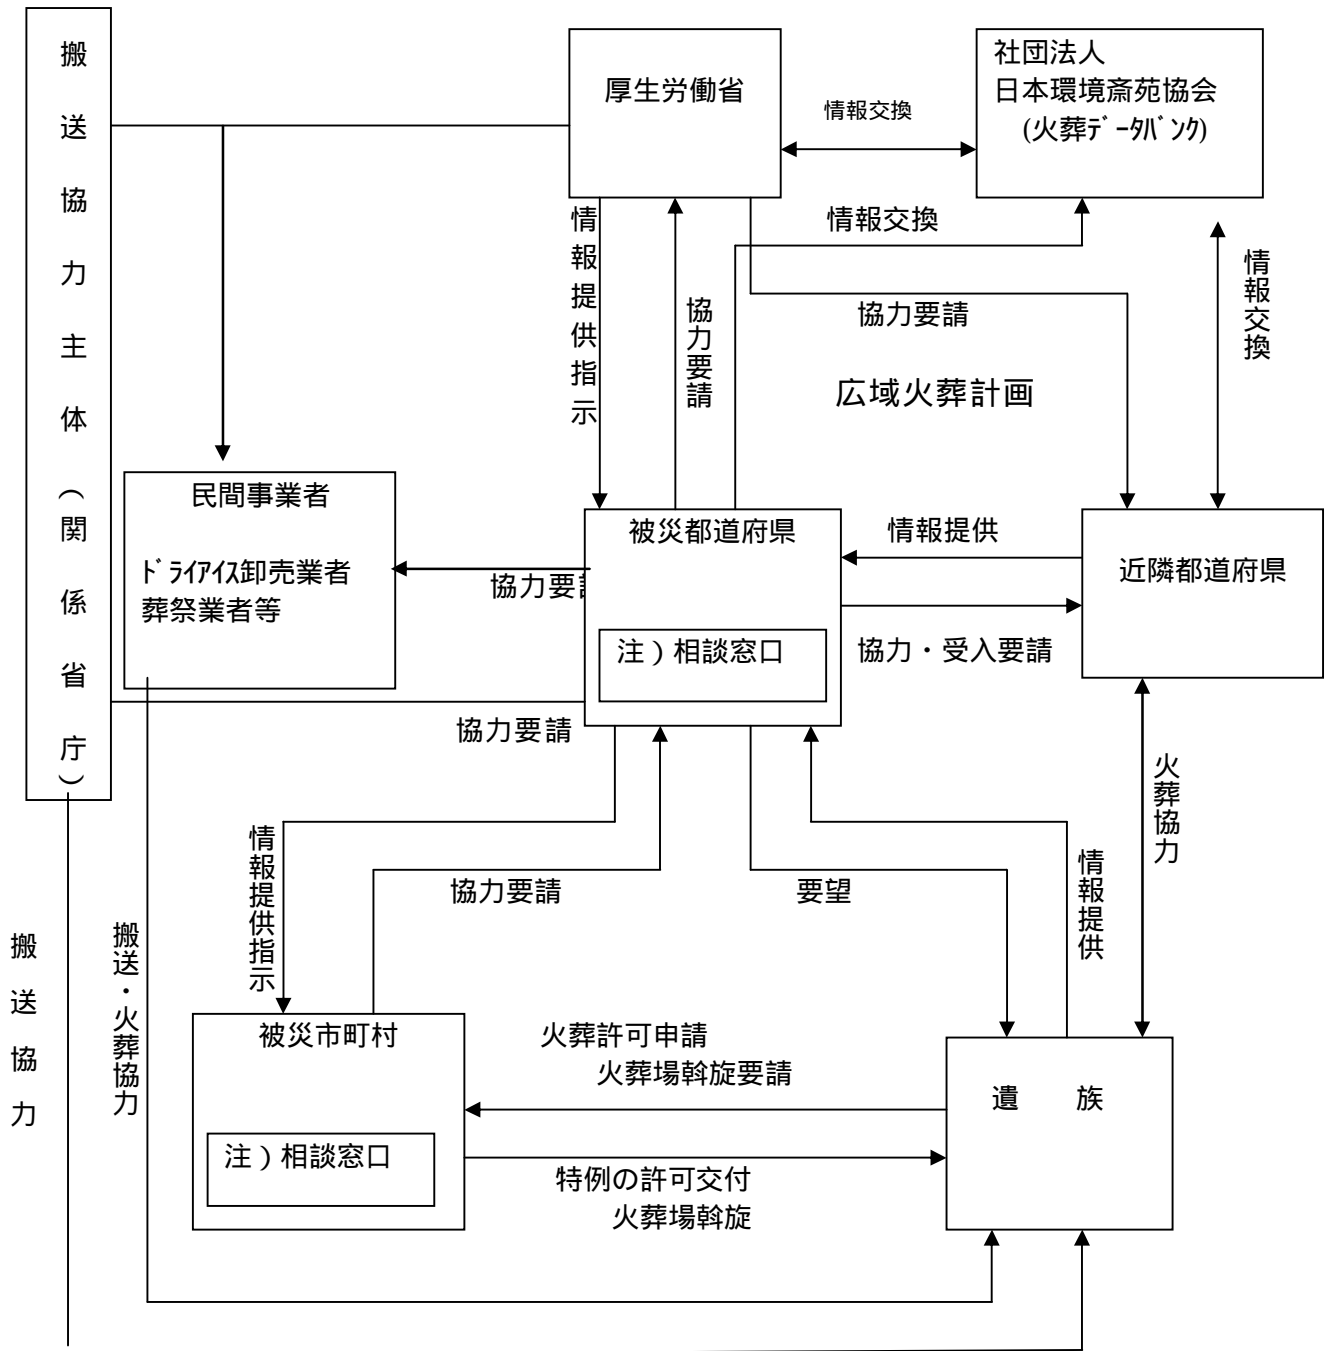 搬送協力主体(関係省庁)
厚生労働省
社団法人
日本環境斎苑協会
(火葬ﾃﾞｰﾀﾊﾞﾝｸ)
情報交換
情報提供指示
協力要請
情報交換
協力要請
情報交換
広域火葬計画
民間事業者
ﾄﾞﾗｲｱｲｽ卸売業者
葬祭業者等
協力要請
被災都道府県
注）相談窓口
情報提供
協力・受入要請
近隣都道府県
協力要請
情報提供指示
協力要請
要望
情報提供
火葬協力
搬送協力
搬送・火葬協力
被災市町村
注）相談窓口
火葬許可申請
火葬場斡旋要請
特例の許可交付
火葬場斡旋
遺　族